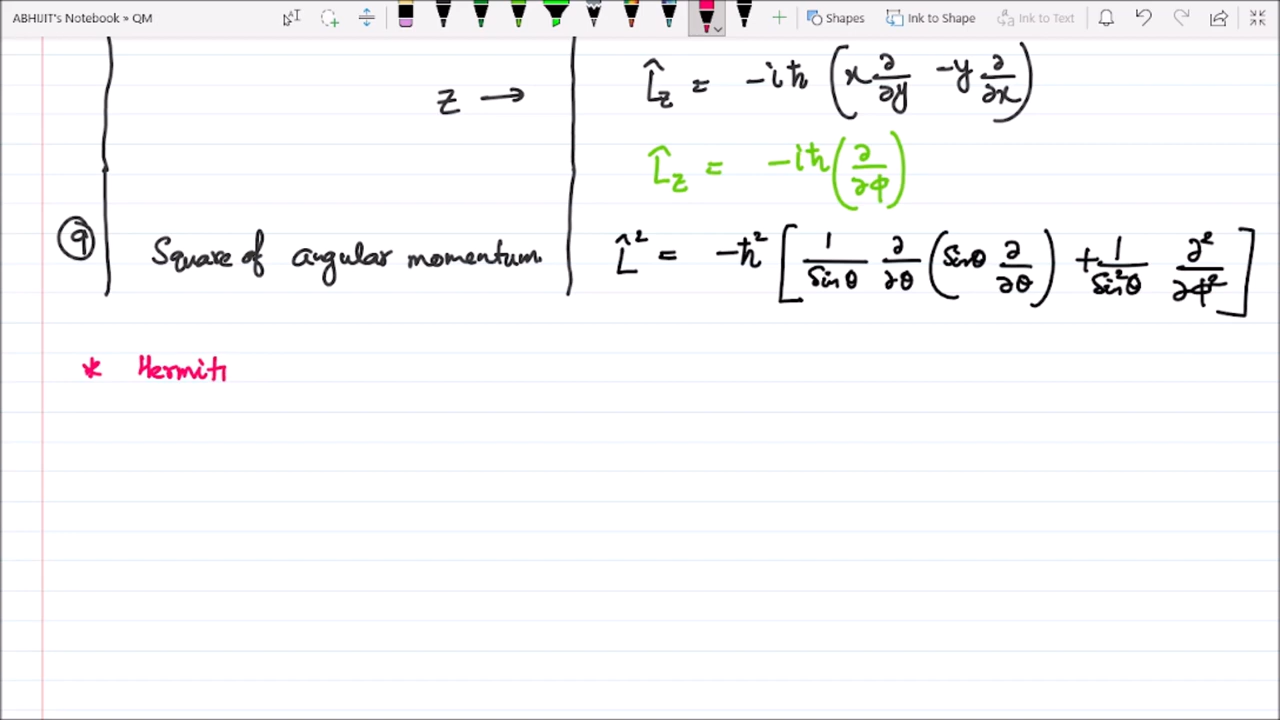 ABHIJIT's Notebook » QM Shapes Ink to Shape Ink to Text
L̂z = -iħ (x ∂/∂y - y ∂/∂x)
z →
L̂z = -iħ (∂/∂φ)
⑨ Square of angular momentum. L̂² = -ħ² [1/Sinθ ∂/∂θ (Sinθ ∂/∂θ) + 1/Sin²θ ∂²/∂φ²]
* Hermiti